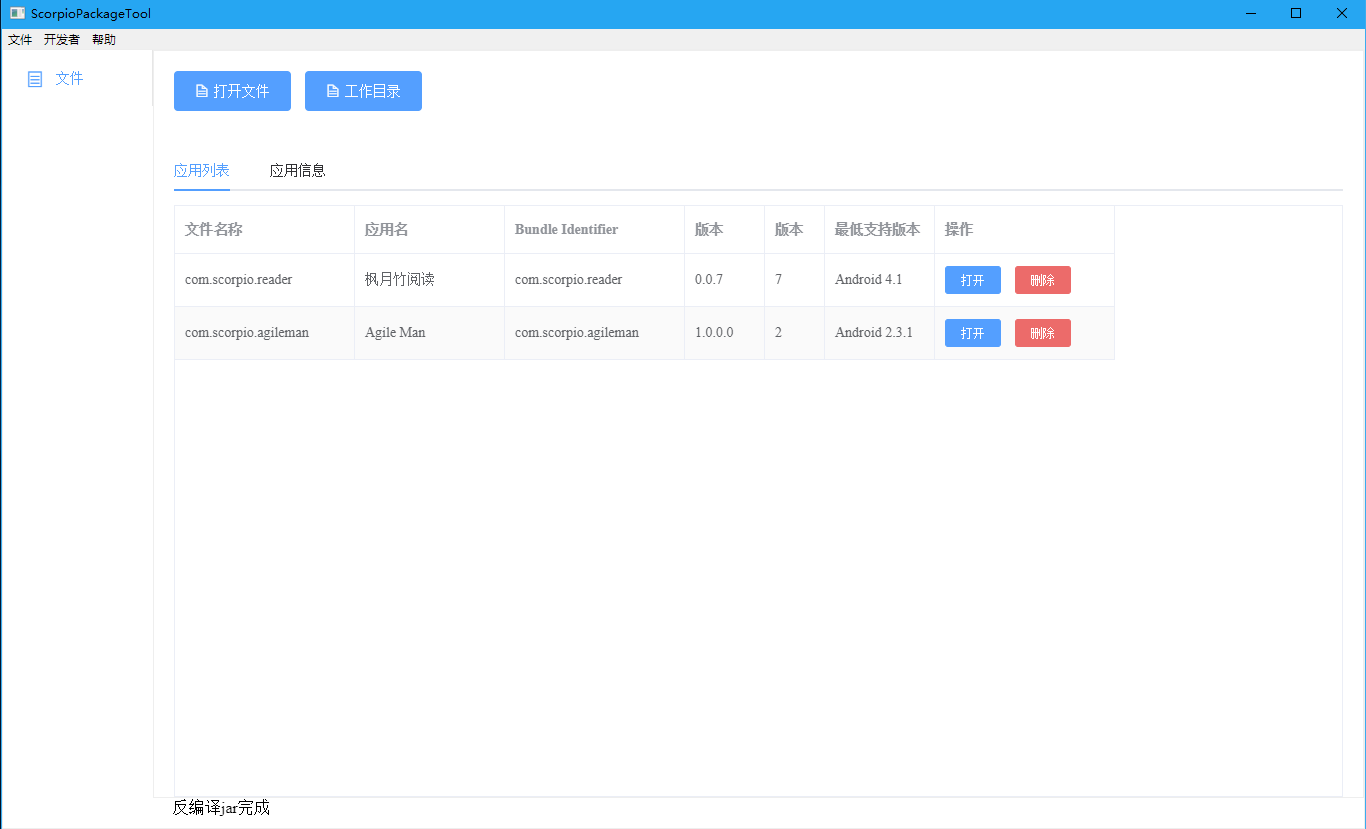 ScorpioPackageTool
文件 开发者 帮助
文件
打开文件 工作目录
应用列表 应用信息
文件名称 应用名 Bundle Identifier 版本 版本 最低支持版本 操作
com.scorpio.reader 枫月竹阅读 com.scorpio.reader 0.0.7 7 Android 4.1 打开 删除
com.scorpio.agileman Agile Man com.scorpio.agileman 1.0.0.0 2 Android 2.3.1 打开 删除
反编译jar完成